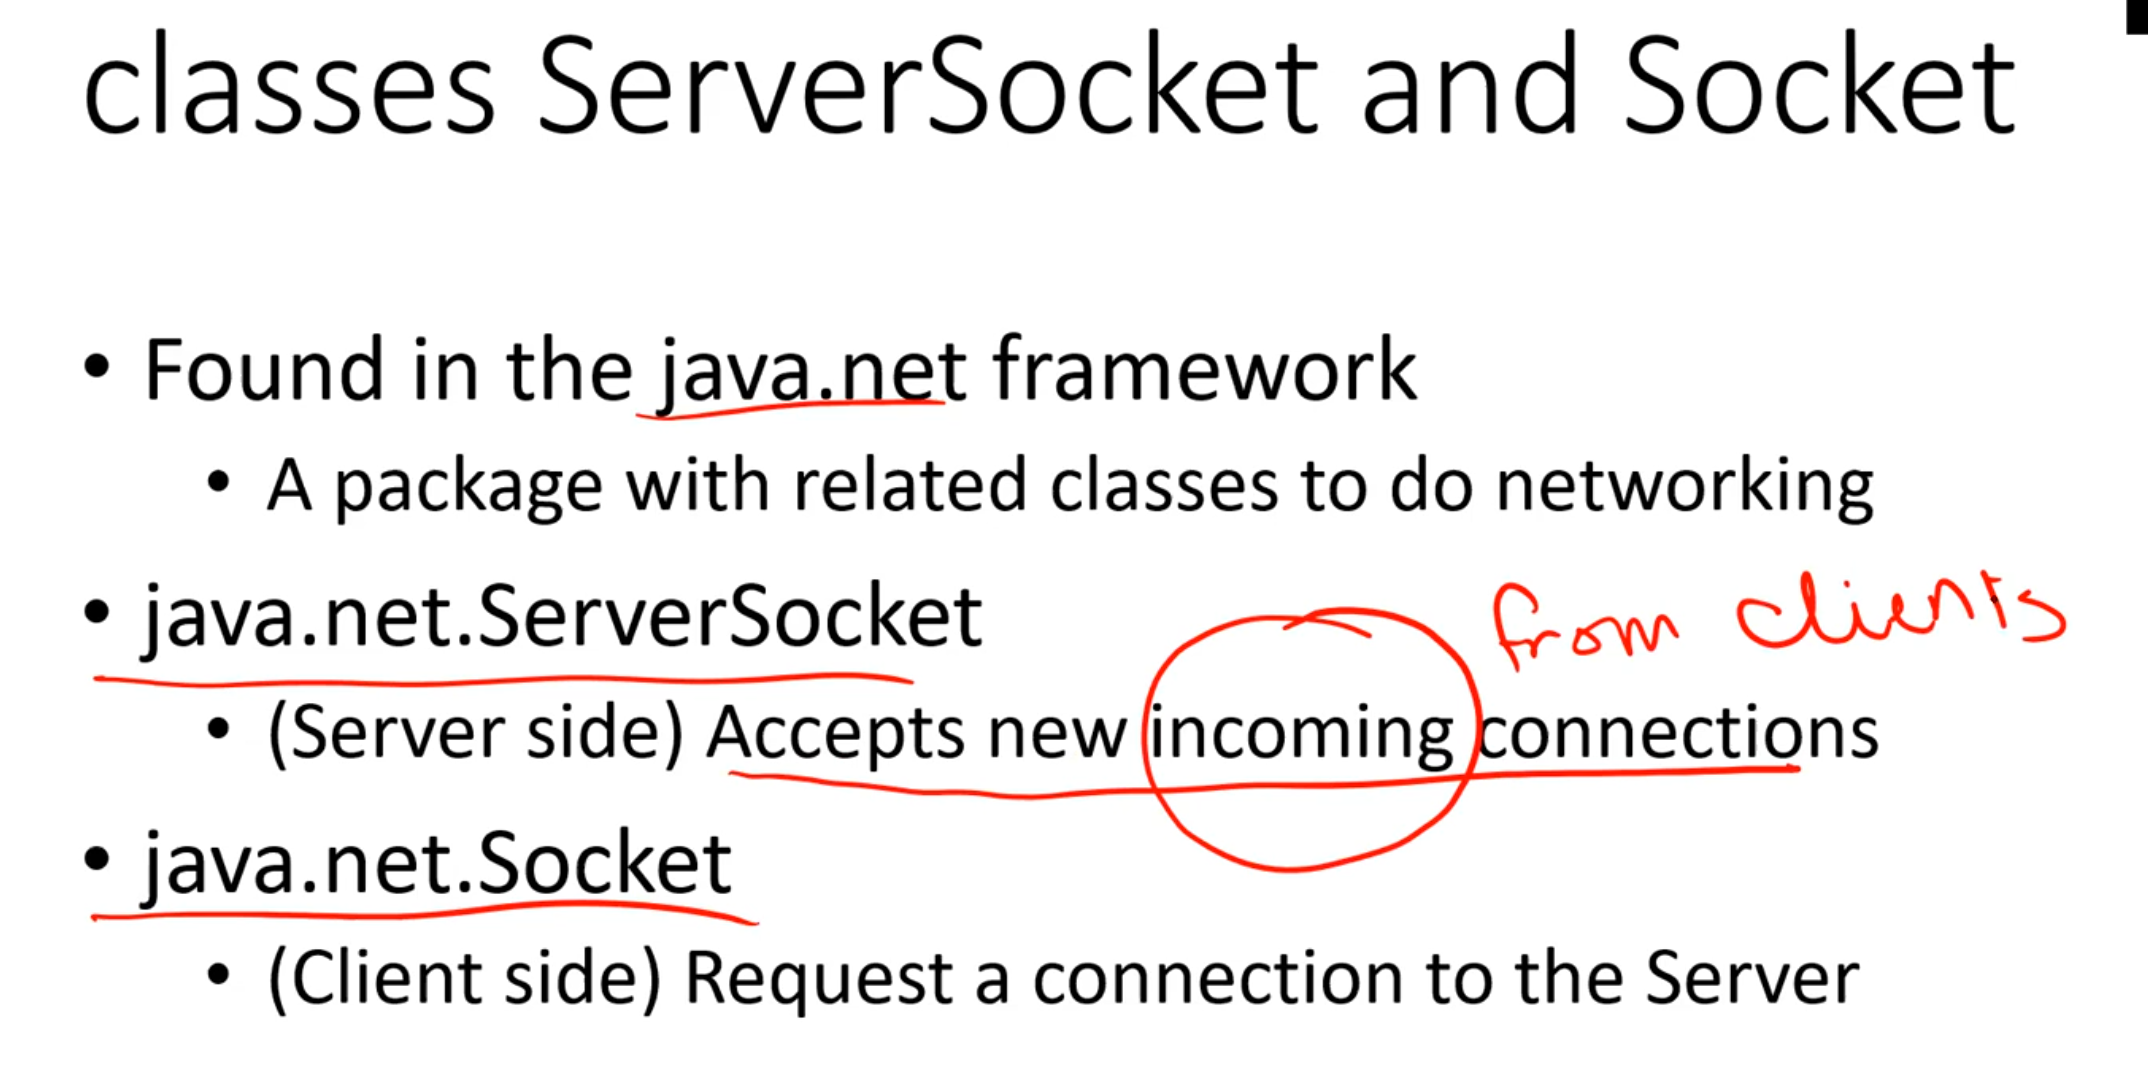 classes ServerSocket and Socket
• Found in the java.net framework
• A package with related classes to do networking
• java.net.ServerSocket
from clients
• (Server side) Accepts new incoming connections
• java.net.Socket
• (Client side) Request a connection to the Server